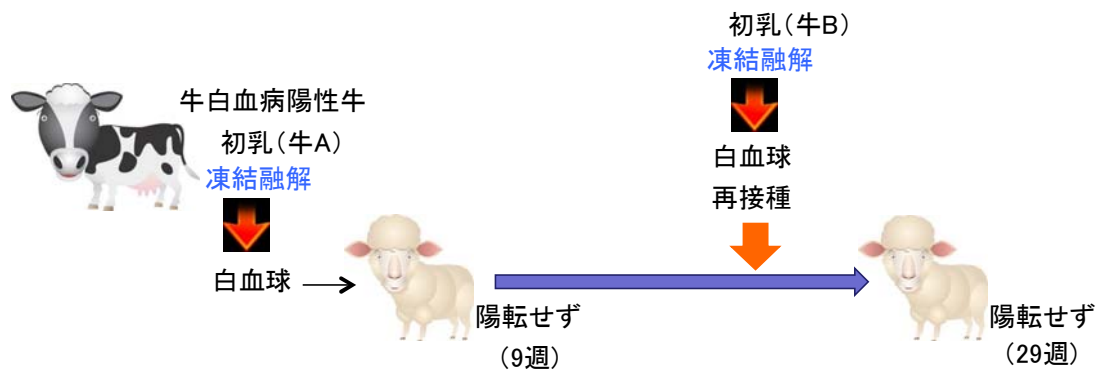 牛白血病陽性牛
初乳（牛A）
凍結融解
白血球
陽転せず
（9週）
初乳（牛B）
凍結融解
白血球
再接種
陽転せず
（29週）